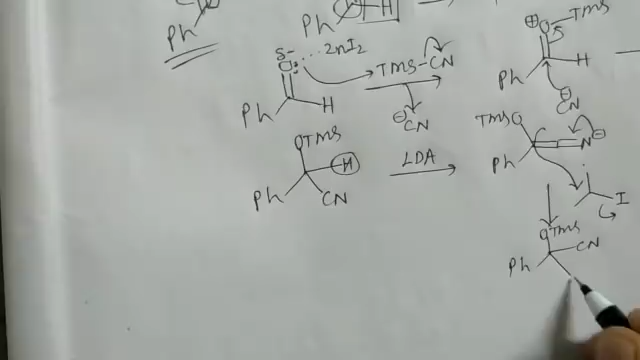 Ph
Ph H
δ-
O: ...ZnI2
TMS-CN
Ph H
⊖CN
⊕O-TMS
Ph H
⊖CN
OTMS
H
Ph CN
LDA
TMSO
C N⊖
Ph
I
OTMS
CN
Ph